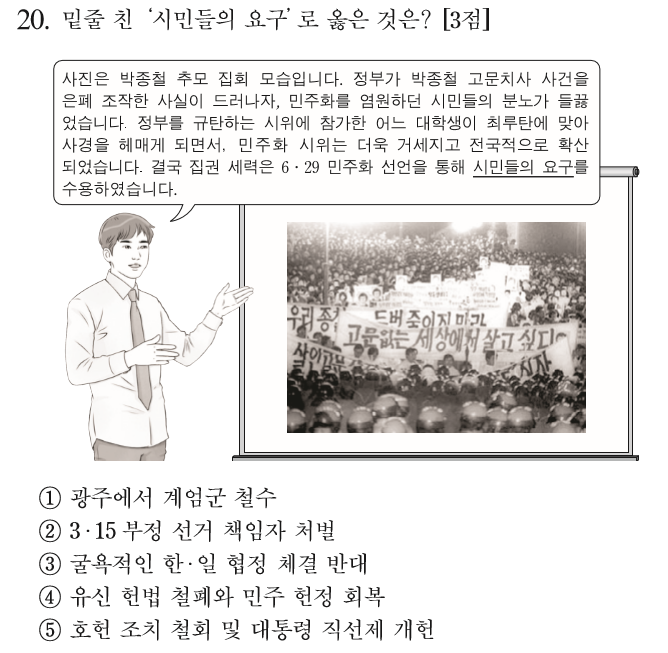 20. 밑줄 친 ‘시민들의 요구’로 옳은 것은? [3점]
사진은 박종철 추모 집회 모습입니다. 정부가 박종철 고문치사 사건을
은폐 조작한 사실이 드러나자, 민주화를 염원하던 시민들의 분노가 들끓
었습니다. 정부를 규탄하는 시위에 참가한 어느 대학생이 최루탄에 맞아
사경을 헤매게 되면서, 민주화 시위는 더욱 거세지고 전국적으로 확산
되었습니다. 결국 집권 세력은 6·29 민주화 선언을 통해 시민들의 요구를
수용하였습니다.
우리 종철
두번 죽이지 마라
고문없는 세상에서 살고 싶다
살인고문
① 광주에서 계엄군 철수
② 3·15 부정 선거 책임자 처벌
③ 굴욕적인 한·일 협정 체결 반대
④ 유신 헌법 철폐와 민주 헌정 회복
⑤ 호헌 조치 철회 및 대통령 직선제 개헌